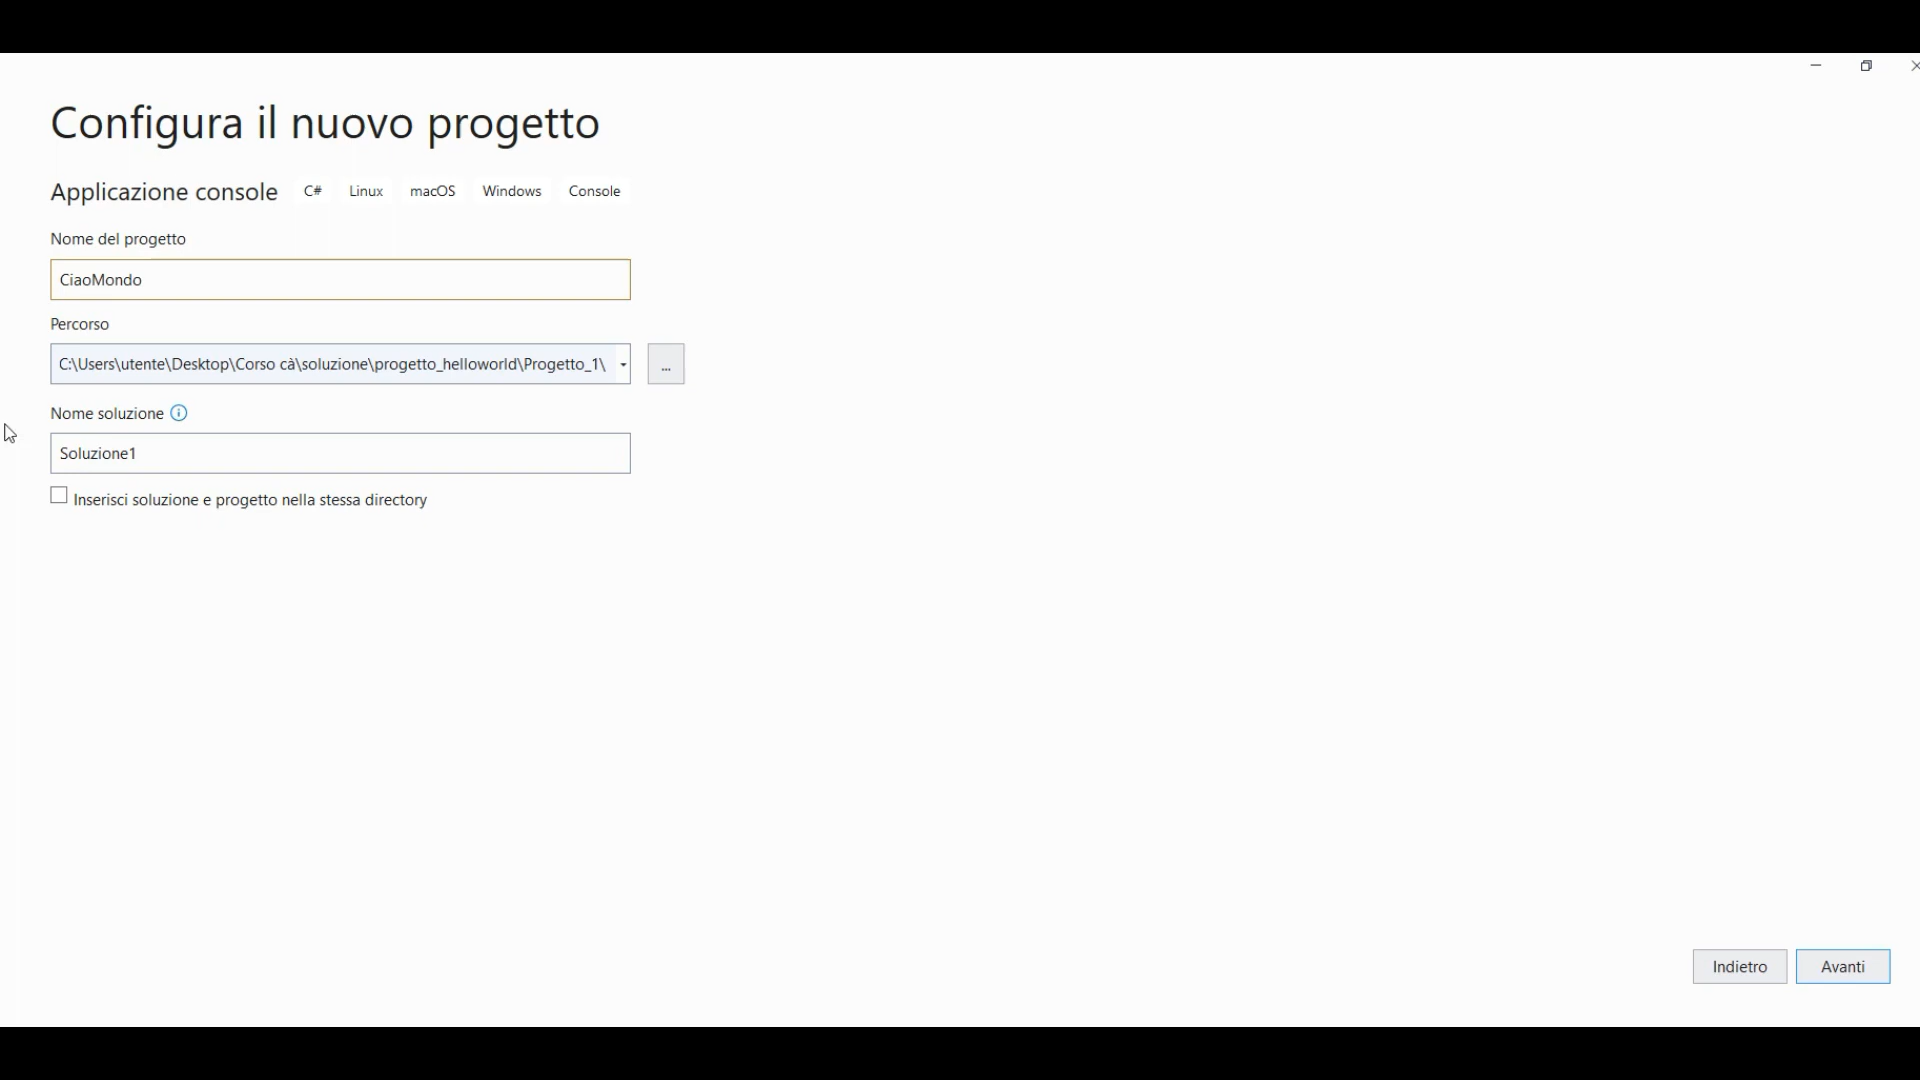 Configura il nuovo progetto
Applicazione console C# Linux macOS Windows Console
Nome del progetto
CiaoMondo
Percorso
C:\Users\utente\Desktop\Corso cà\soluzione\progetto_helloworld\Progetto_1\ ...
Nome soluzione
Soluzione1
Inserisci soluzione e progetto nella stessa directory
Indietro Avanti